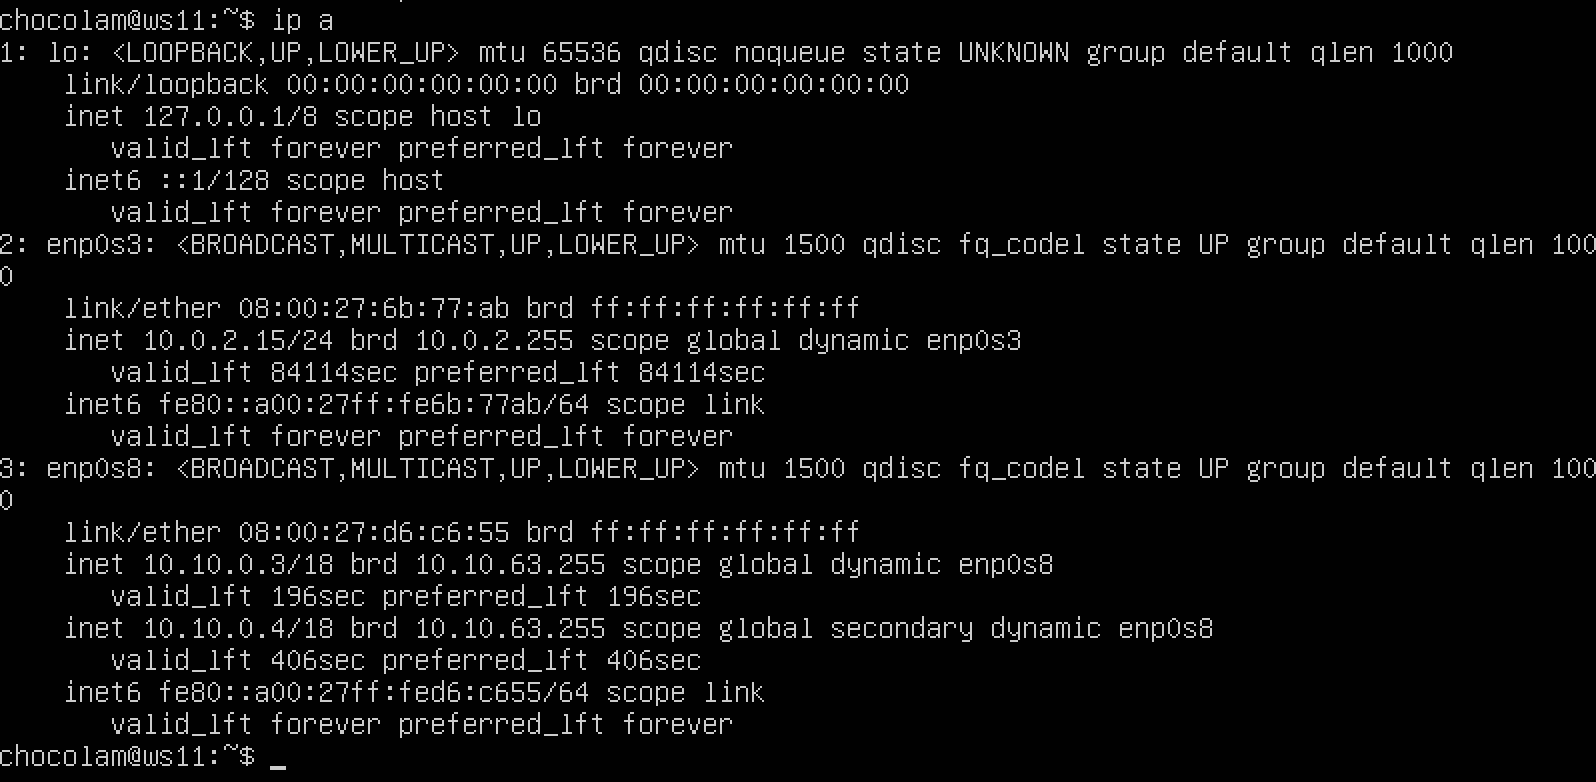 chocolam@ws11:~$ ip a
1: lo: <LOOPBACK,UP,LOWER_UP> mtu 65536 qdisc noqueue state UNKNOWN group default qlen 1000
    link/loopback 00:00:00:00:00:00 brd 00:00:00:00:00:00
    inet 127.0.0.1/8 scope host lo
       valid_lft forever preferred_lft forever
    inet6 ::1/128 scope host
       valid_lft forever preferred_lft forever
2: enp0s3: <BROADCAST,MULTICAST,UP,LOWER_UP> mtu 1500 qdisc fq_codel state UP group default qlen 100
0
    link/ether 08:00:27:6b:77:ab brd ff:ff:ff:ff:ff:ff
    inet 10.0.2.15/24 brd 10.0.2.255 scope global dynamic enp0s3
       valid_lft 84114sec preferred_lft 84114sec
    inet6 fe80::a00:27ff:fe6b:77ab/64 scope link
       valid_lft forever preferred_lft forever
3: enp0s8: <BROADCAST,MULTICAST,UP,LOWER_UP> mtu 1500 qdisc fq_codel state UP group default qlen 100
0
    link/ether 08:00:27:d6:c6:55 brd ff:ff:ff:ff:ff:ff
    inet 10.10.0.3/18 brd 10.10.63.255 scope global dynamic enp0s8
       valid_lft 196sec preferred_lft 196sec
    inet 10.10.0.4/18 brd 10.10.63.255 scope global secondary dynamic enp0s8
       valid_lft 406sec preferred_lft 406sec
    inet6 fe80::a00:27ff:fed6:c655/64 scope link
       valid_lft forever preferred_lft forever
chocolam@ws11:~$ _